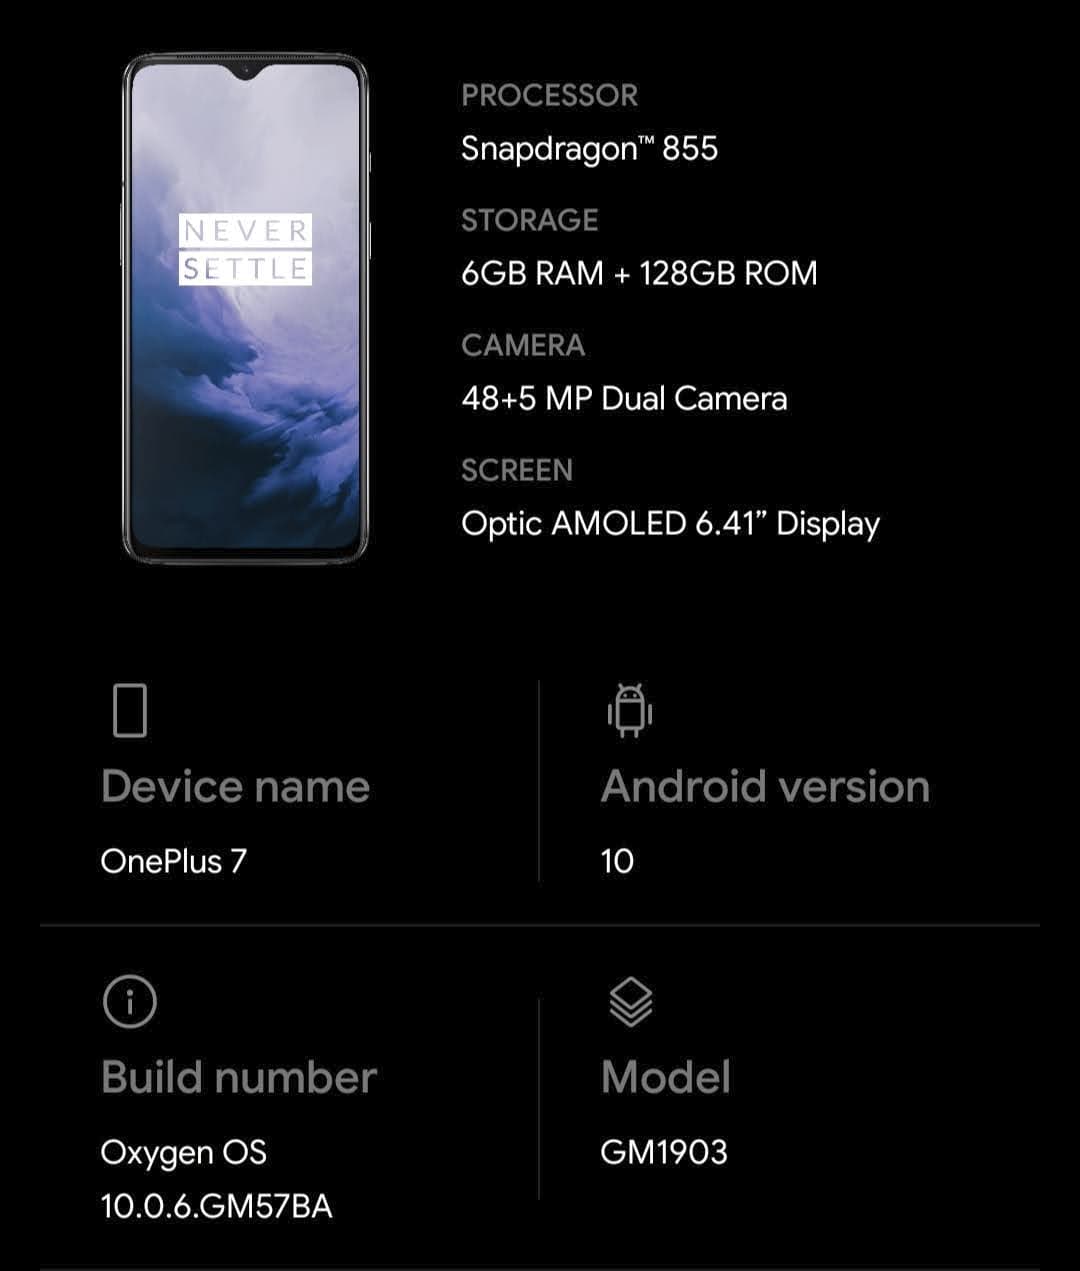 NEVER
SETTLE
PROCESSOR
Snapdragon™ 855
STORAGE
6GB RAM + 128GB ROM
CAMERA
48+5 MP Dual Camera
SCREEN
Optic AMOLED 6.41” Display
Device name
OnePlus 7
Android version
10
Build number
Oxygen OS
10.0.6.GM57BA
Model
GM1903